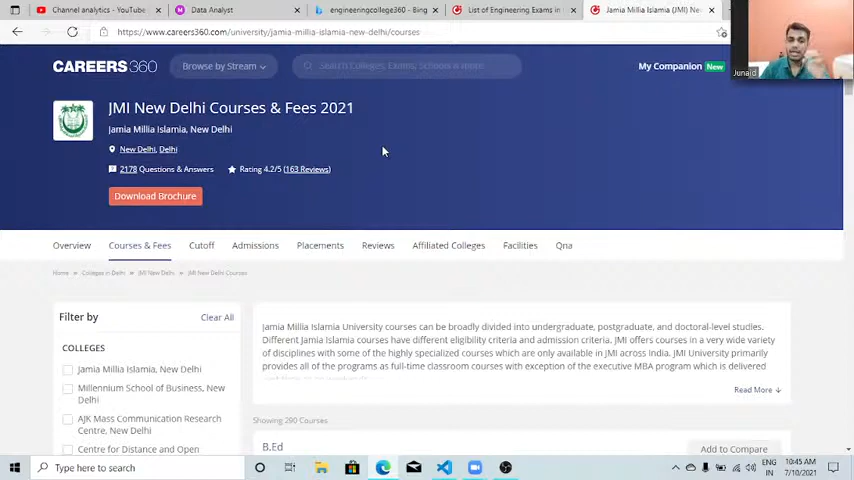 Channel analytics - YouTube
Data Analyst
engineeringcollege360 - Bing
List of Engineering Exams in
Jamia Millia Islamia (JMI) New
https://www.careers360.com/university/jamia-millia-islamia-new-delhi/courses
Junaid
CAREERS360
Browse by Stream
Search Colleges, Exams, Schools & more
My Companion New
JMI New Delhi Courses & Fees 2021
Jamia Millia Islamia, New Delhi
New Delhi, Delhi
2178 Questions & Answers
Rating 4.2/5 (163 Reviews)
Download Brochure
Overview
Courses & Fees
Cutoff
Admissions
Placements
Reviews
Affiliated Colleges
Facilities
Qna
Home » Colleges in Delhi » JMI New Delhi » JMI New Delhi Courses
Filter by
Clear All
COLLEGES
Jamia Millia Islamia, New Delhi
Millennium School of Business, New
Delhi
AJK Mass Communication Research
Centre, New Delhi
Centre for Distance and Open
Jamia Millia Islamia University courses can be broadly divided into undergraduate, postgraduate, and doctoral-level studies.
Different Jamia Islamia courses have different eligibility criteria and admission criteria. JMI offers courses in a very wide variety
of disciplines with some of the highly specialized courses which are only available in JMI across India. JMI University primarily
provides all of the programs as full-time classroom courses with exception of the executive MBA program which is delivered
Read More
Showing 290 Courses
B.Ed
Add to Compare
Type here to search
ENG
IN
10:45 AM
7/10/2021